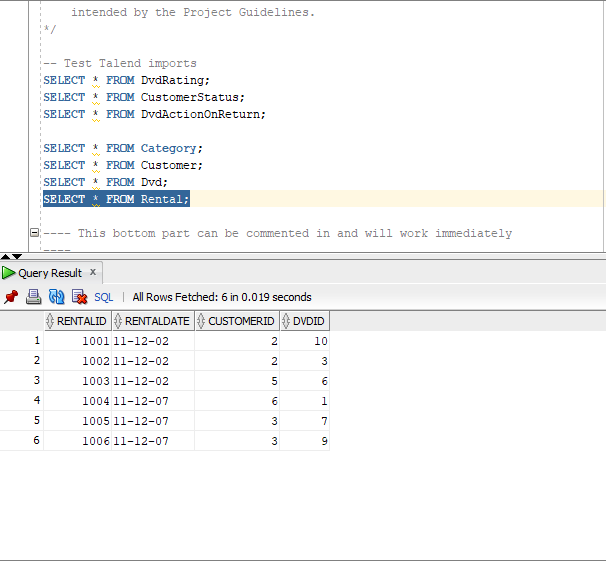 intended by the Project Guidelines.
*/
-- Test Talend imports
SELECT * FROM DvdRating;
SELECT * FROM CustomerStatus;
SELECT * FROM DvdActionOnReturn;
SELECT * FROM Category;
SELECT * FROM Customer;
SELECT * FROM Dvd;
SELECT * FROM Rental;
---- This bottom part can be commented in and will work immediately
----
Query Result x
SQL | All Rows Fetched: 6 in 0.019 seconds
RENTALID RENTALDATE CUSTOMERID DVDID
1 1001 11-12-02 2 10
2 1002 11-12-02 2 3
3 1003 11-12-02 5 6
4 1004 11-12-07 6 1
5 1005 11-12-07 3 7
6 1006 11-12-07 3 9